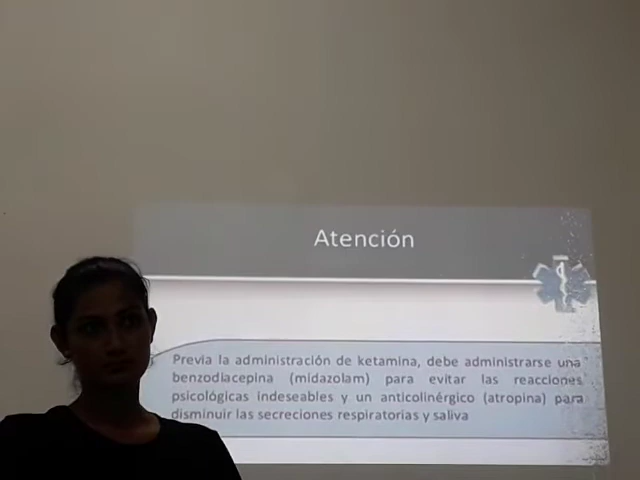 Atención
Previa la administración de ketamina, debe administrarse una
benzodiacepina (midazolam) para evitar las reacciones
psicológicas indeseables y un anticolinérgico (atropina) para
disminuir las secreciones respiratorias y saliva